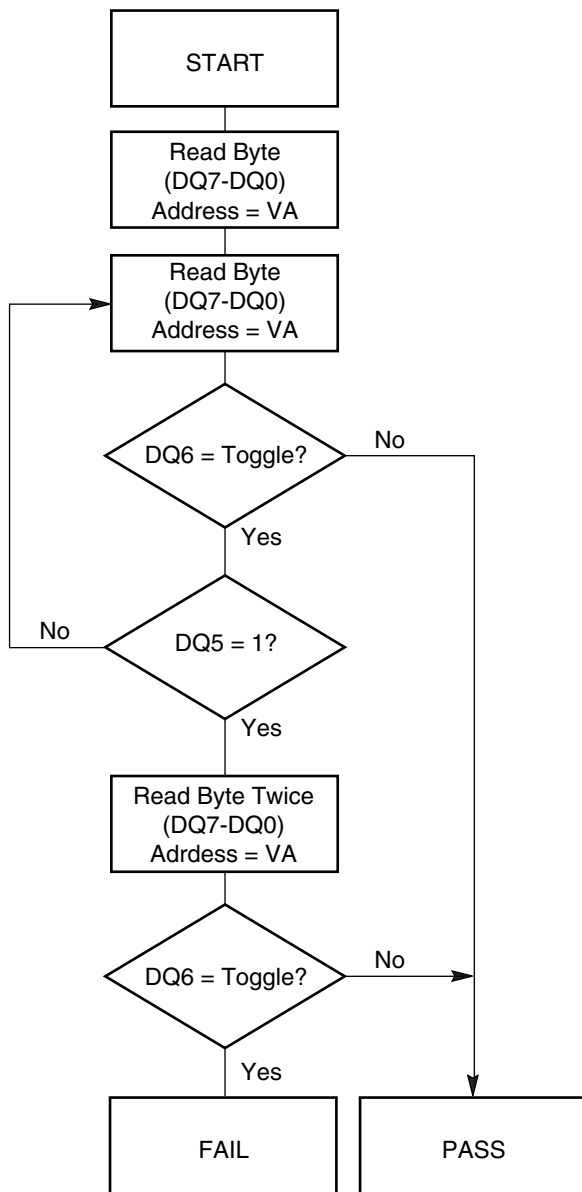 START
Read Byte
(DQ7-DQ0)
Address = VA
Read Byte
(DQ7-DQ0)
Address = VA
DQ6 = Toggle?
No
Yes
DQ5 = 1?
No
Yes
Read Byte Twice
(DQ7-DQ0)
Adrdess = VA
DQ6 = Toggle?
No
Yes
FAIL
PASS